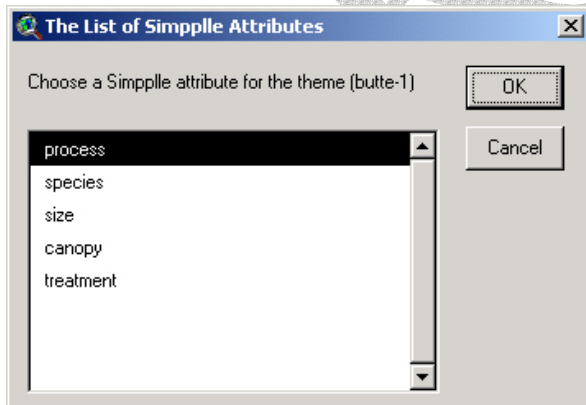 The List of Simpplle Attributes
Choose a Simpplle attribute for the theme (butte-1)
OK
Cancel
process
species
size
canopy
treatment